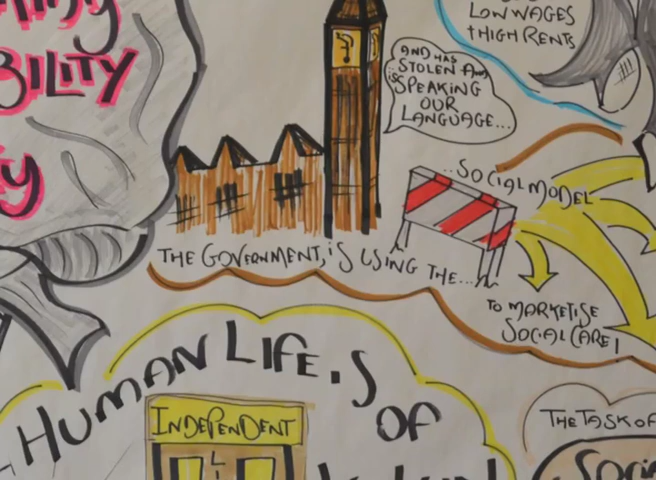 BILITY
LOW WAGES
+ HIGH RENTS
AND HAS
STOLEN AND
SPEAKING
OUR
LANGUAGE...
...SOCIAL MODEL
THE GOVERNMENT, IS USING THE...
TO MARKETISE
SOCIAL CARE!
HUMAN LIFE, IS
OF
INDEPENDENT
THE TASK OF